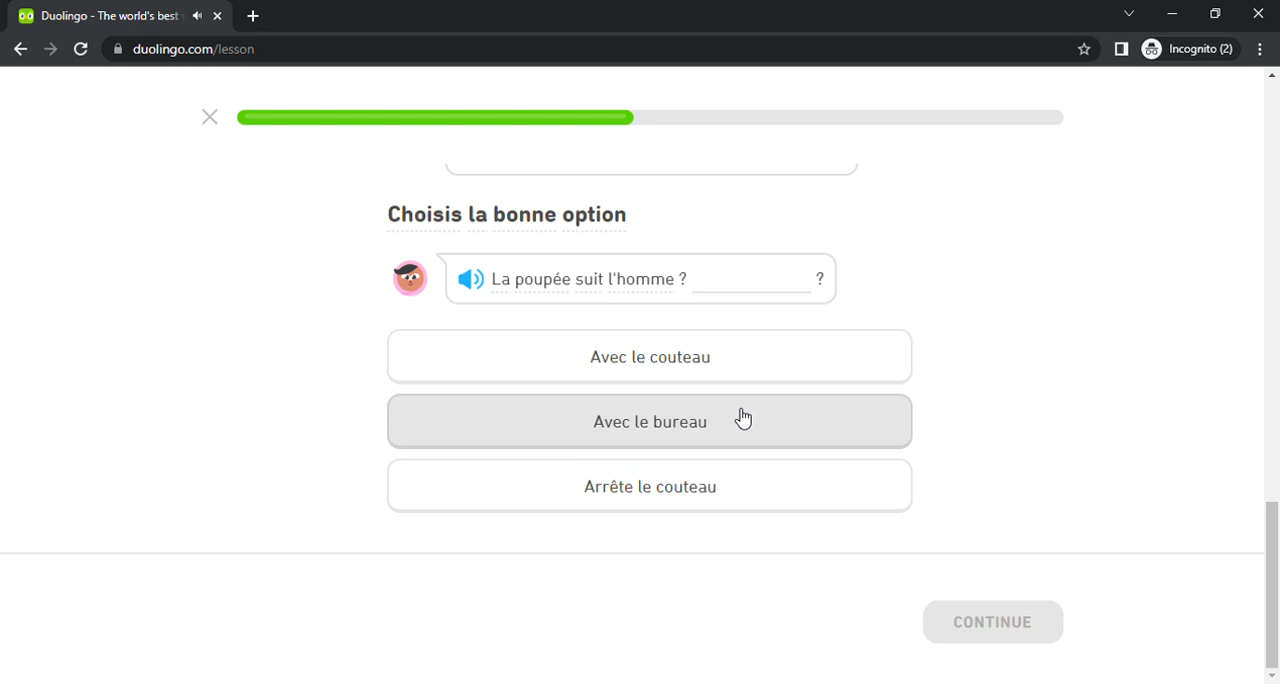 Duolingo - The world's best
duolingo.com/lesson
Incognito (2)
Choisis la bonne option
La poupée suit l'homme ? ____________ ?
Avec le couteau
Avec le bureau
Arrête le couteau
CONTINUE